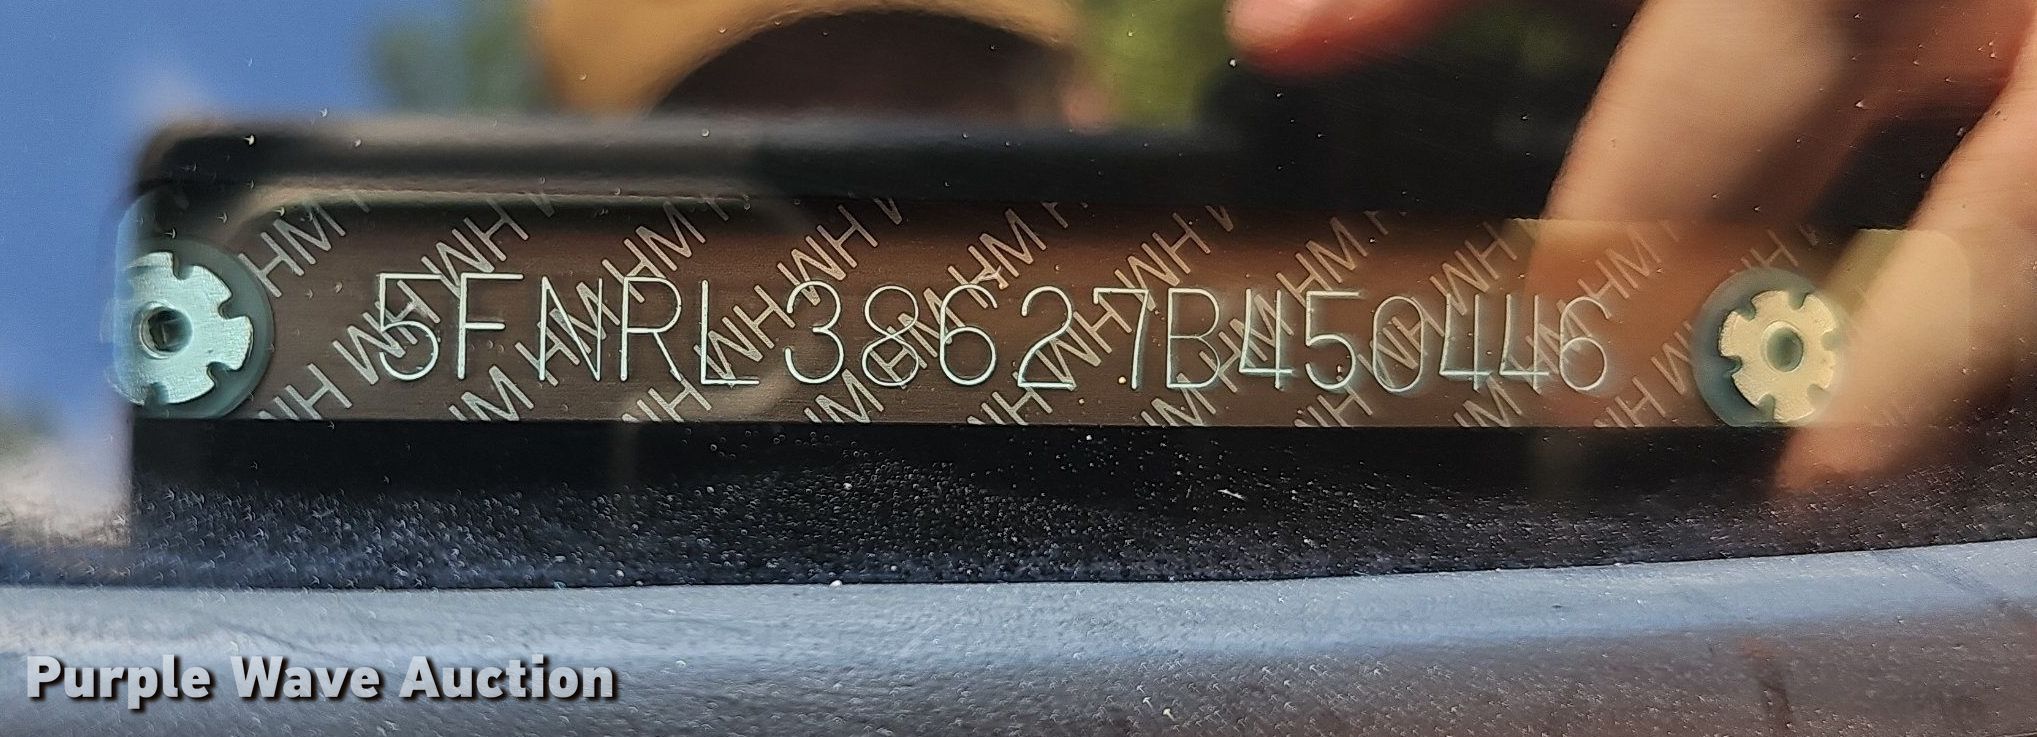 5FNRL38627B450446
Purple Wave Auction